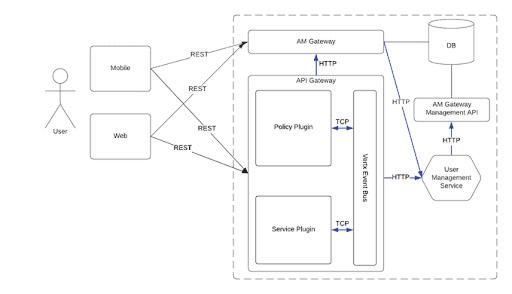 User
Mobile
Web
REST
REST
REST
REST
AM Gateway
HTTP
API Gateway
Policy Plugin
TCP
Service Plugin
TCP
Vertx Event Bus
DB
HTTP
AM Gateway
Management API
HTTP
HTTP
User
Management
Service